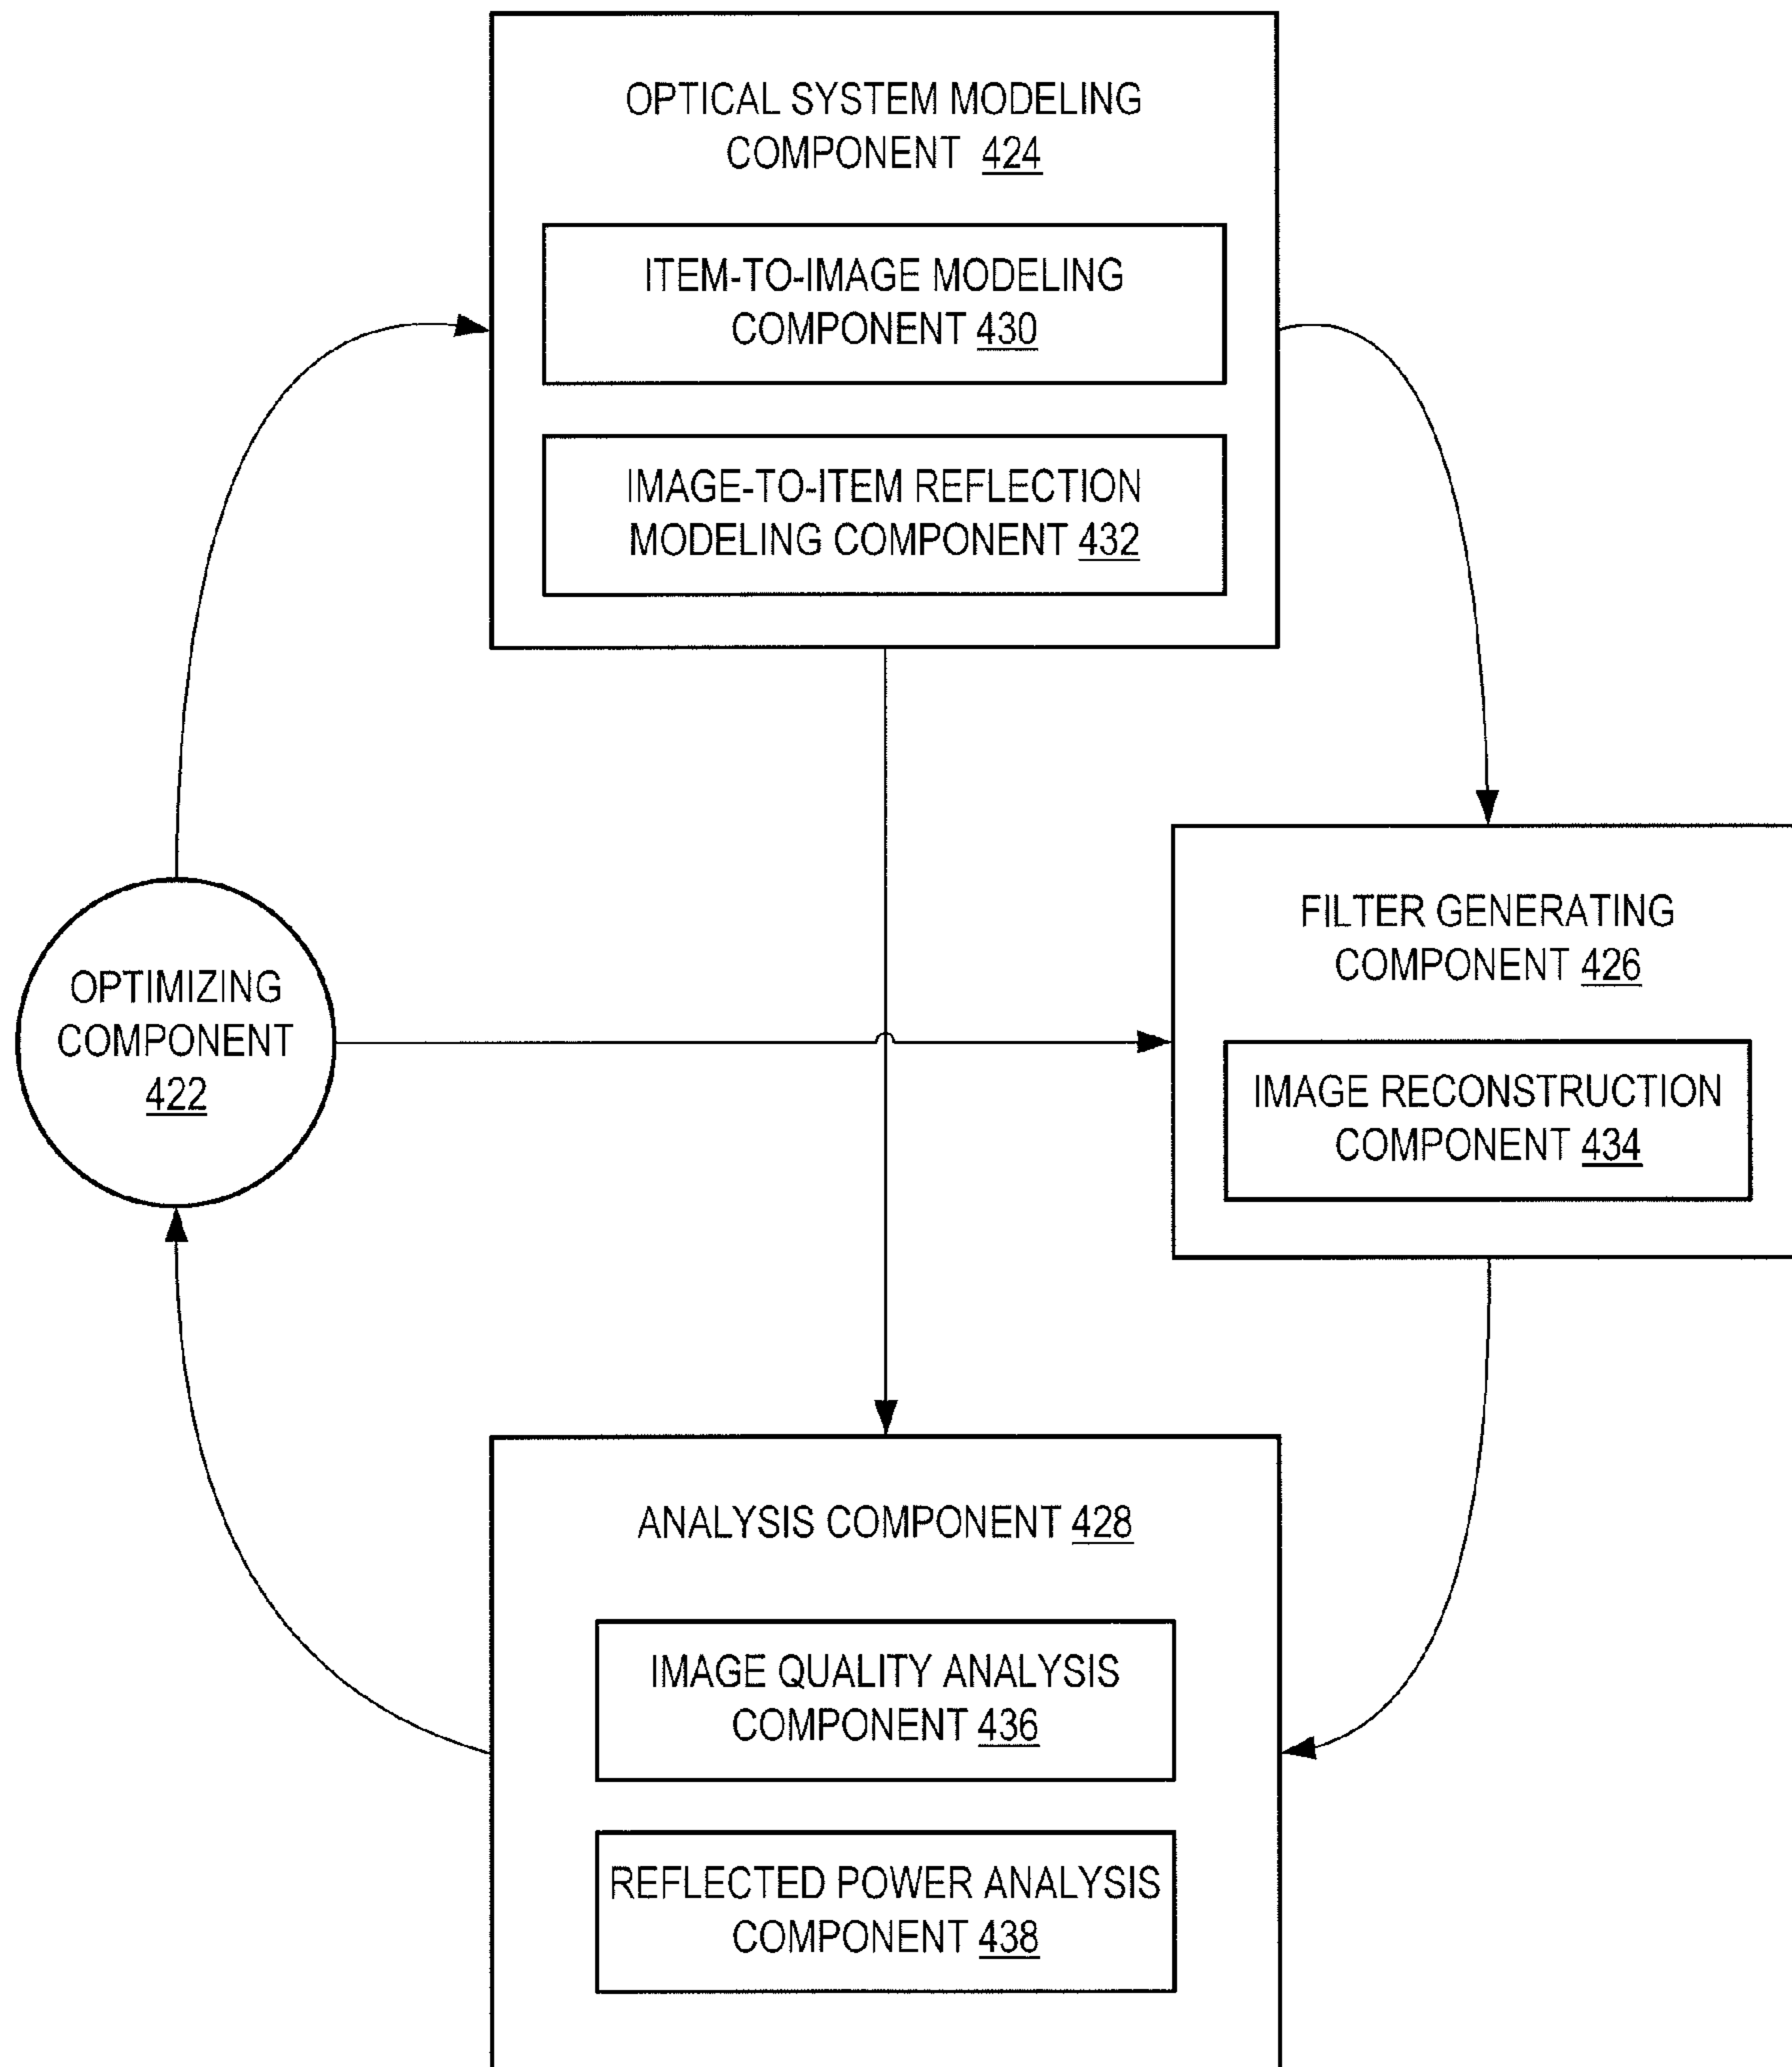 OPTICAL SYSTEM MODELING
COMPONENT 424
ITEM-TO-IMAGE MODELING
COMPONENT 430
IMAGE-TO-ITEM REFLECTION
MODELING COMPONENT 432
FILTER GENERATING
COMPONENT 426
IMAGE RECONSTRUCTION
COMPONENT 434
OPTIMIZING
COMPONENT
422
ANALYSIS COMPONENT 428
IMAGE QUALITY ANALYSIS
COMPONENT 436
REFLECTED POWER ANALYSIS
COMPONENT 438